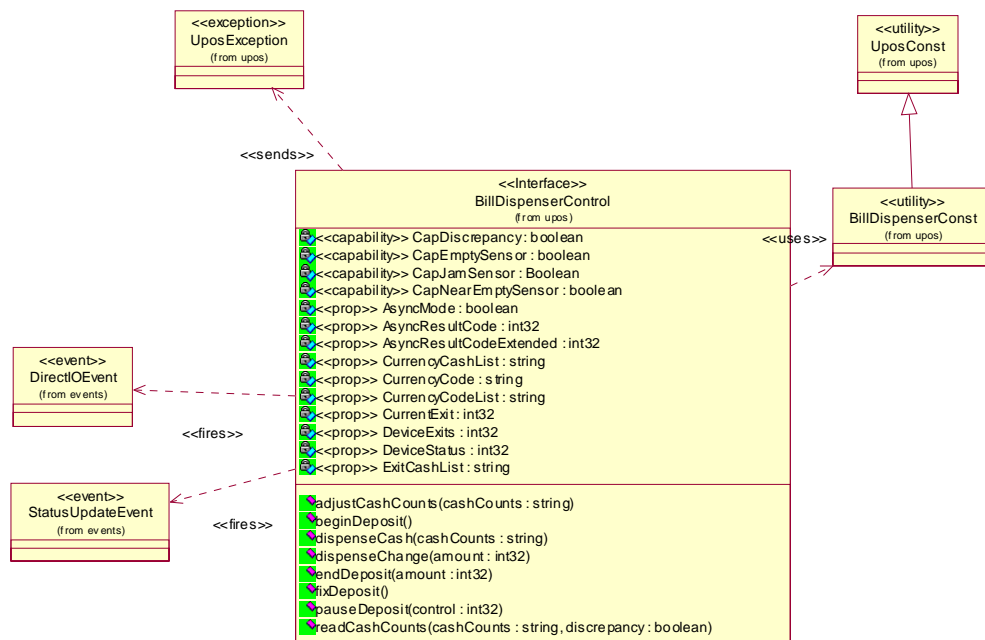 <<exception>>
UposException
(from upos)
<<utility>>
UposConst
(from upos)
<<sends>>
<<Interface>>
BillDispenserControl
(from upos)
<<utility>>
BillDispenserConst
(from upos)
<<uses>>
<<capability>> CapDiscrepancy : boolean
<<capability>> CapEmptySensor : boolean
<<capability>> CapJamSensor : Boolean
<<capability>> CapNearEmptySensor : boolean
<<prop>> AsyncMode : boolean
<<prop>> AsyncResultCode : int32
<<prop>> AsyncResultCodeExtended : int32
<<prop>> CurrencyCashList : string
<<prop>> CurrencyCode : string
<<prop>> CurrencyCodeList : string
<<prop>> CurrentExit : int32
<<prop>> DeviceExits : int32
<<prop>> DeviceStatus : int32
<<prop>> ExitCashList : string
<<event>>
DirectIOEvent
(from events)
<<fires>>
<<event>>
StatusUpdateEvent
(from events)
<<fires>>
adjustCashCounts(cashCounts : string)
beginDeposit()
dispenseCash(cashCounts : string)
dispenseChange(amount : int32)
endDeposit(amount : int32)
fixDeposit()
pauseDeposit(control : int32)
readCashCounts(cashCounts : string, discrepancy : boolean)